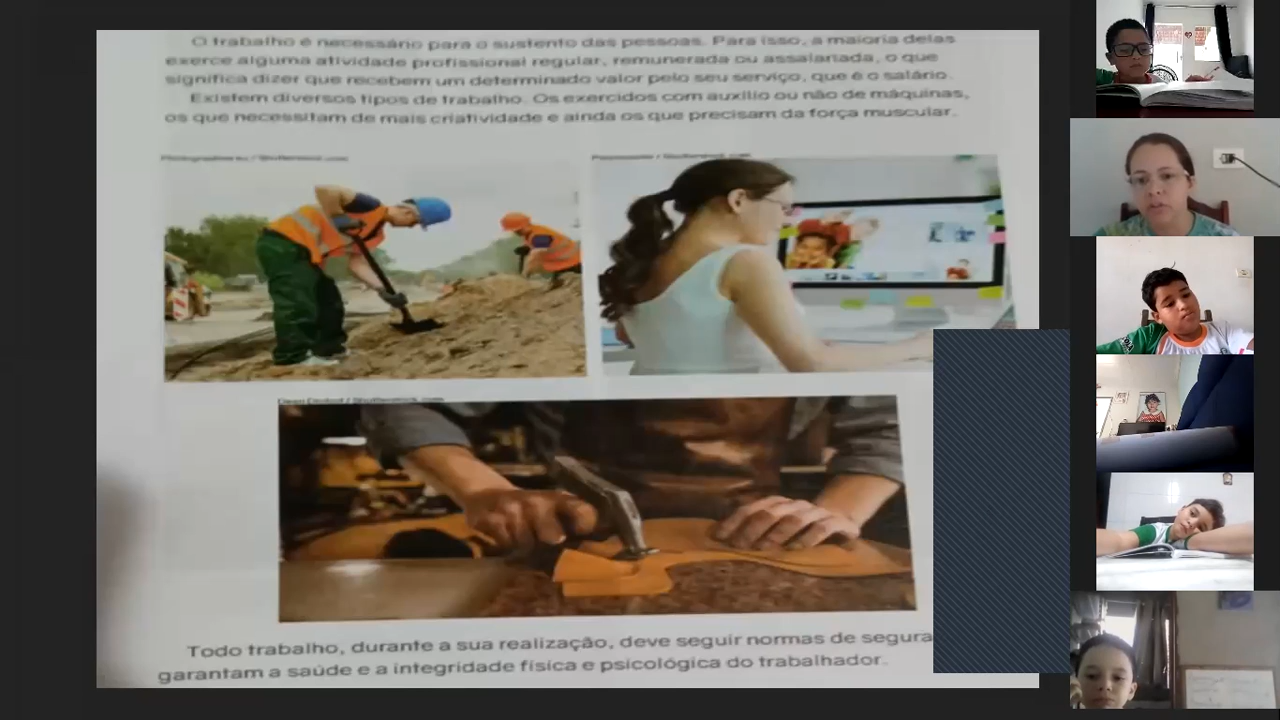 O trabalho é necessário para o sustento das pessoas. Para isso, a maioria delas
exerce alguma atividade profissional regular, remunerada ou assalariada, o que
significa dizer que recebem um determinado valor pelo seu serviço, que é o salário.
Existem diversos tipos de trabalho. Os exercidos com auxílio ou não de máquinas,
os que necessitam de mais criatividade e ainda os que precisam da força muscular.
Todo trabalho, durante a sua realização, deve seguir normas de segura
garantam a saúde e a integridade física e psicológica do trabalhador.